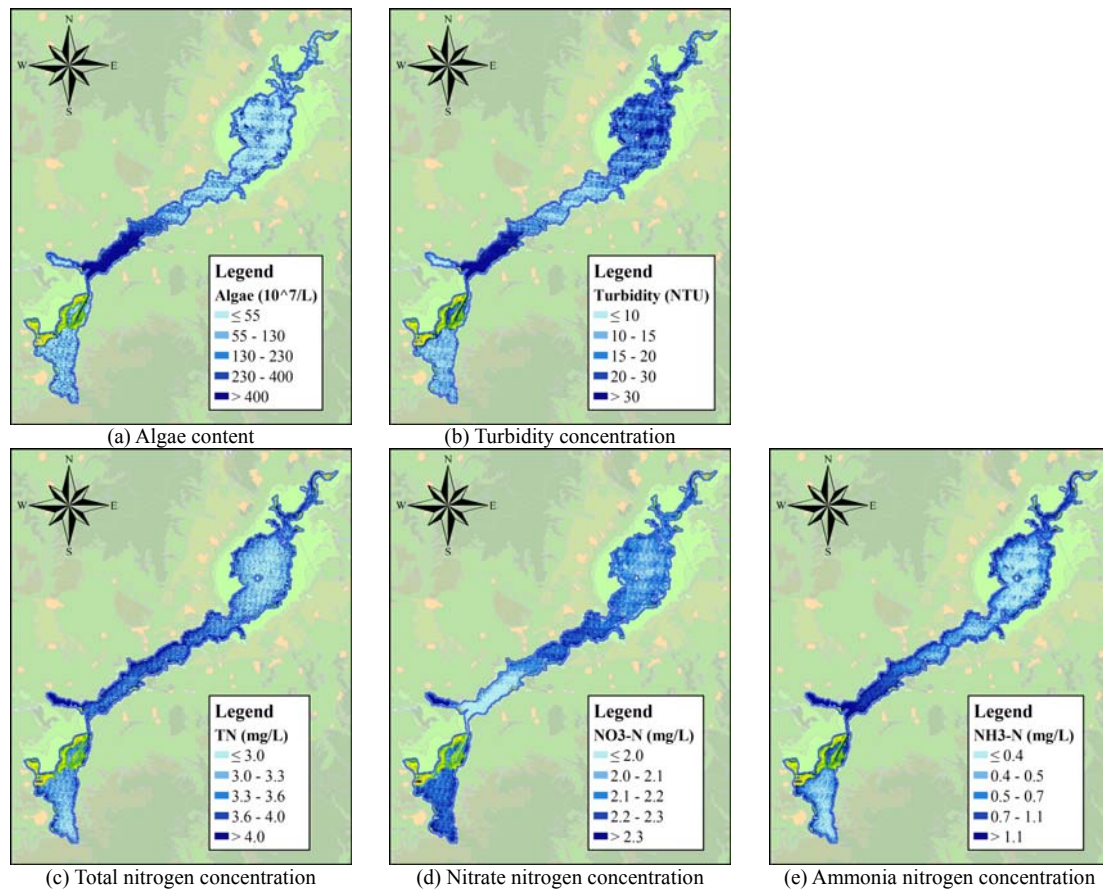 N
W E
S
Legend
Algae (10^7/L)
≤ 55
55 - 130
130 - 230
230 - 400
> 400
(a) Algae content
N
W E
S
Legend
Turbidity (NTU)
≤ 10
10 - 15
15 - 20
20 - 30
> 30
(b) Turbidity concentration
N
W E
S
Legend
TN (mg/L)
≤ 3.0
3.0 - 3.3
3.3 - 3.6
3.6 - 4.0
> 4.0
(c) Total nitrogen concentration
N
W E
S
Legend
NO3-N (mg/L)
≤ 2.0
2.0 - 2.1
2.1 - 2.2
2.2 - 2.3
> 2.3
(d) Nitrate nitrogen concentration
N
W E
S
Legend
NH3-N (mg/L)
≤ 0.4
0.4 - 0.5
0.5 - 0.7
0.7 - 1.1
> 1.1
(e) Ammonia nitrogen concentration